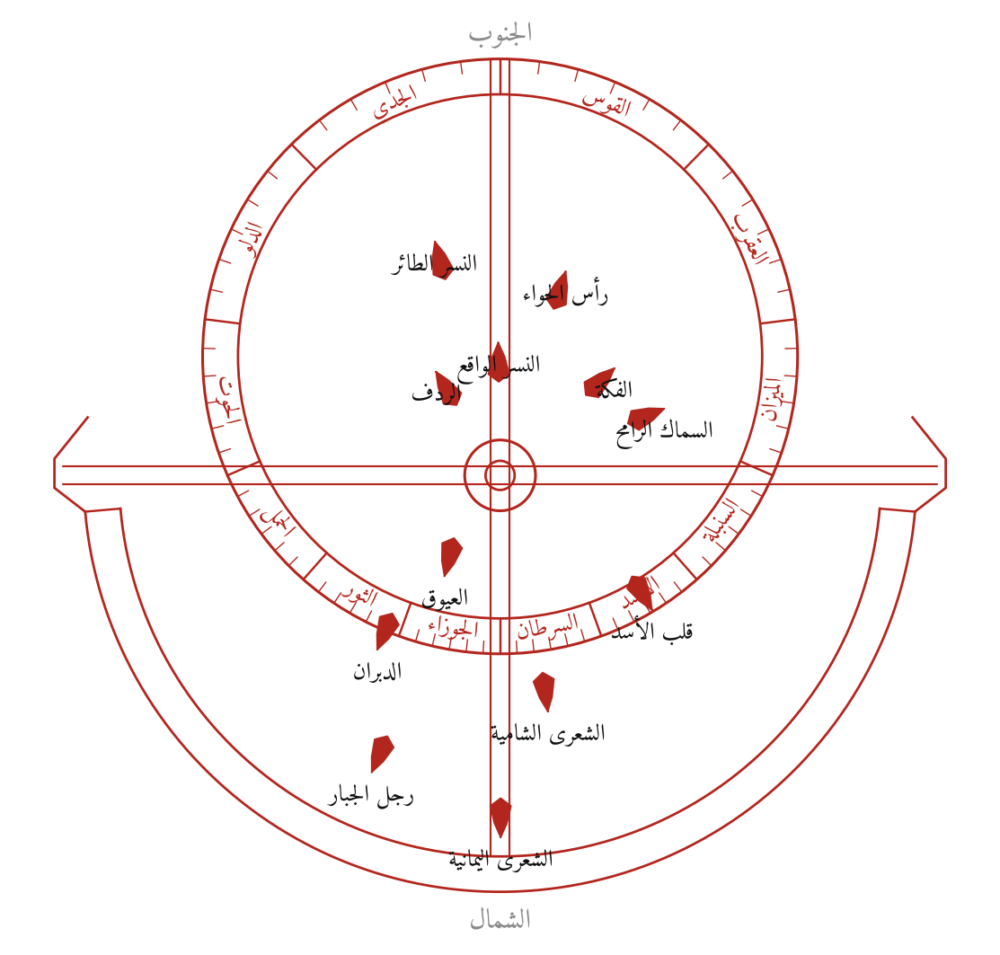 الجنوب
القوس
الجدى
العقرب
الدلو
النسر الطائر
رأس الحواء
النسر الواقع
الفكة
الردف
الميزان
الحوت
السماك الرامح
السنبلة
الحمل
العيوق
الأسد
الثور
السرطان
الجوزاء
قلب الأسد
الدبران
الشعرى الشامية
رجل الجبار
الشعرى اليمانية
الشمال